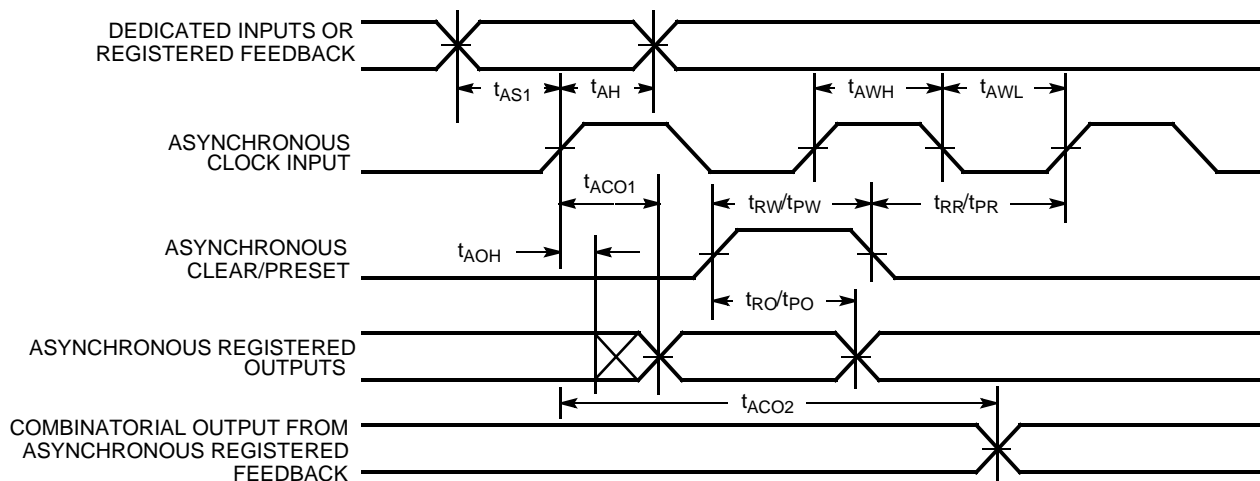 DEDICATED INPUTS OR
REGISTERED FEEDBACK
tAS1
tAH
tAWH
tAWL
ASYNCHRONOUS
CLOCK INPUT
tACO1
tRW/tPW
tRR/tPR
ASYNCHRONOUS
CLEAR/PRESET
tAOH
tRO/tPO
ASYNCHRONOUS REGISTERED
OUTPUTS
tACO2
COMBINATORIAL OUTPUT FROM
ASYNCHRONOUS REGISTERED
FEEDBACK